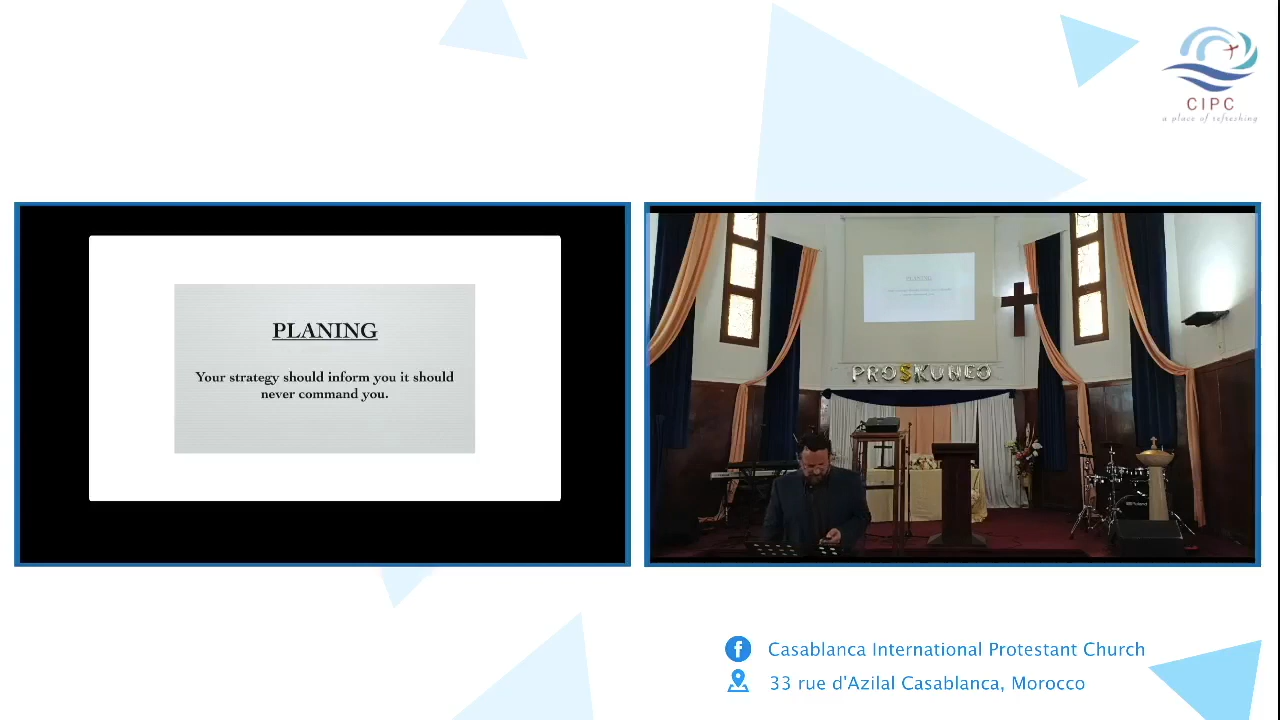 CIPC
a place of refreshing
PLANING
Your strategy should inform you it should
never command you.
PROSKUNEO
Casablanca International Protestant Church
33 rue d'Azilal Casablanca, Morocco